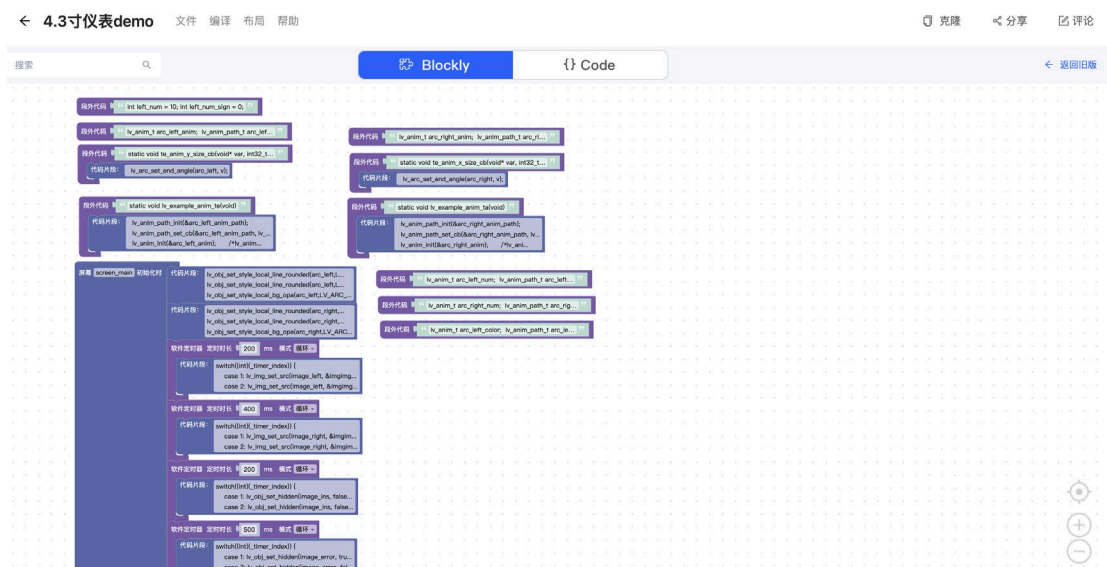 ← 4.3寸仪表demo 文件 编译 布局 帮助 克隆 分享 评论
搜索 Blockly {} Code ← 返回旧版
段外代码 “ int left_num = 10; int left_num_sign = 0; ”
段外代码 “ lv_anim_t arc_left_anim; lv_anim_path_t arc_lef... ”
段外代码 “ static void te_anim_y_size_cb(void* var, int32_t... ”
代码片段: lv_arc_set_end_angle(arc_left, v);
段外代码 “ static void lv_example_anim_te(void) ”
代码片段: lv_anim_path_init(&arc_left_anim_path);
lv_anim_path_set_cb(&arc_left_anim_path, lv_...
lv_anim_init(&arc_left_anim); /*lv_anim...
段外代码 “ lv_anim_t arc_right_anim; lv_anim_path_t arc_ri... ”
段外代码 “ static void te_anim_x_size_cb(void* var, int32_t... ”
代码片段: lv_arc_set_end_angle(arc_right, v);
段外代码 “ static void lv_example_anim_ta(void) ”
代码片段: lv_anim_path_init(&arc_right_anim_path);
lv_anim_path_set_cb(&arc_right_anim_path, lv...
lv_anim_init(&arc_right_anim); /*lv_ani...
屏幕 screen_main 初始化时 代码片段: lv_obj_set_style_local_line_rounded(arc_left,L...
lv_obj_set_style_local_line_rounded(arc_left,L...
lv_obj_set_style_local_bg_opa(arc_left,LV_ARC_...
代码片段: lv_obj_set_style_local_line_rounded(arc_right,...
lv_obj_set_style_local_line_rounded(arc_right,...
lv_obj_set_style_local_bg_opa(arc_right,LV_ARC...
软件定时器 定时时长 200 ms 模式 循环
代码片段: switch((int)(_timer_index)) {
case 1: lv_img_set_src(image_left, &imgimg...
case 2: lv_img_set_src(image_left, &imgimg...
软件定时器 定时时长 400 ms 模式 循环
代码片段: switch((int)(_timer_index)) {
case 1: lv_img_set_src(image_right, &imgim...
case 2: lv_img_set_src(image_right, &imgim...
软件定时器 定时时长 200 ms 模式 循环
代码片段: switch((int)(_timer_index)) {
case 1: lv_obj_set_hidden(image_ins, false...
case 2: lv_obj_set_hidden(image_ins, false...
软件定时器 定时时长 500 ms 模式 循环
代码片段: switch((int)(_timer_index)) {
case 1: lv_obj_set_hidden(image_error, tru...
段外代码 “ lv_anim_t arc_left_num; lv_anim_path_t arc_left... ”
段外代码 “ lv_anim_t arc_right_num; lv_anim_path_t arc_rig... ”
段外代码 “ lv_anim_t arc_left_color; lv_anim_path_t arc_le... ”